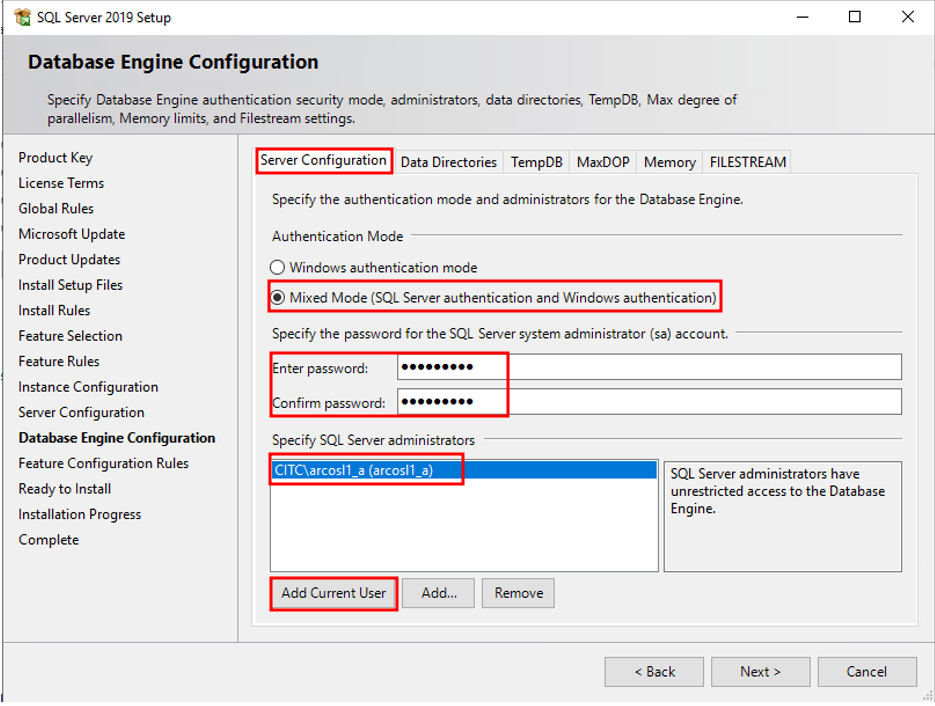 SQL Server 2019 Setup
Database Engine Configuration
Specify Database Engine authentication security mode, administrators, data directories, TempDB, Max degree of
parallelism, Memory limits, and Filestream settings.
Product Key
License Terms
Global Rules
Microsoft Update
Product Updates
Install Setup Files
Install Rules
Feature Selection
Feature Rules
Instance Configuration
Server Configuration
Database Engine Configuration
Feature Configuration Rules
Ready to Install
Installation Progress
Complete
Server Configuration Data Directories TempDB MaxDOP Memory FILESTREAM
Specify the authentication mode and administrators for the Database Engine.
Authentication Mode
Windows authentication mode
Mixed Mode (SQL Server authentication and Windows authentication)
Specify the password for the SQL Server system administrator (sa) account.
Enter password: ●●●●●●●●●
Confirm password: ●●●●●●●●●
Specify SQL Server administrators
CITC\arcosl1_a (arcosl1_a)
SQL Server administrators have
unrestricted access to the Database
Engine.
Add Current User Add... Remove
< Back Next > Cancel